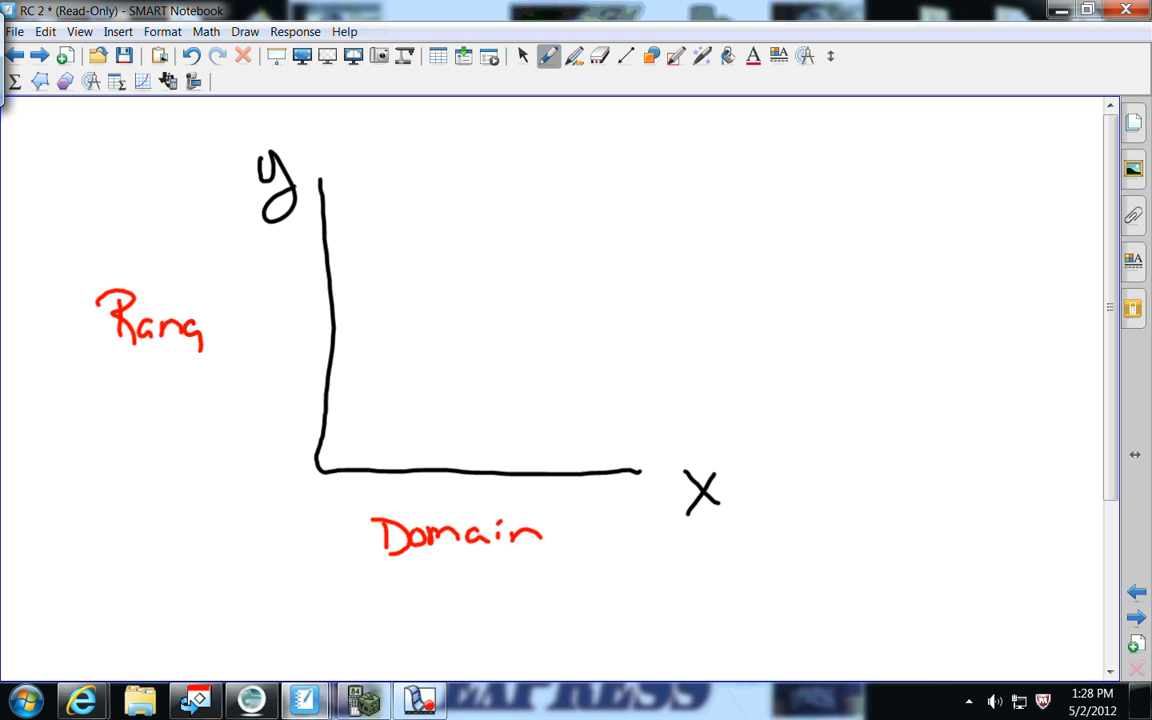 RC 2 * (Read-Only) - SMART Notebook
File Edit View Insert Format Math Draw Response Help
y
Rang
x
Domain
EXPRESS
1:28 PM
5/2/2012